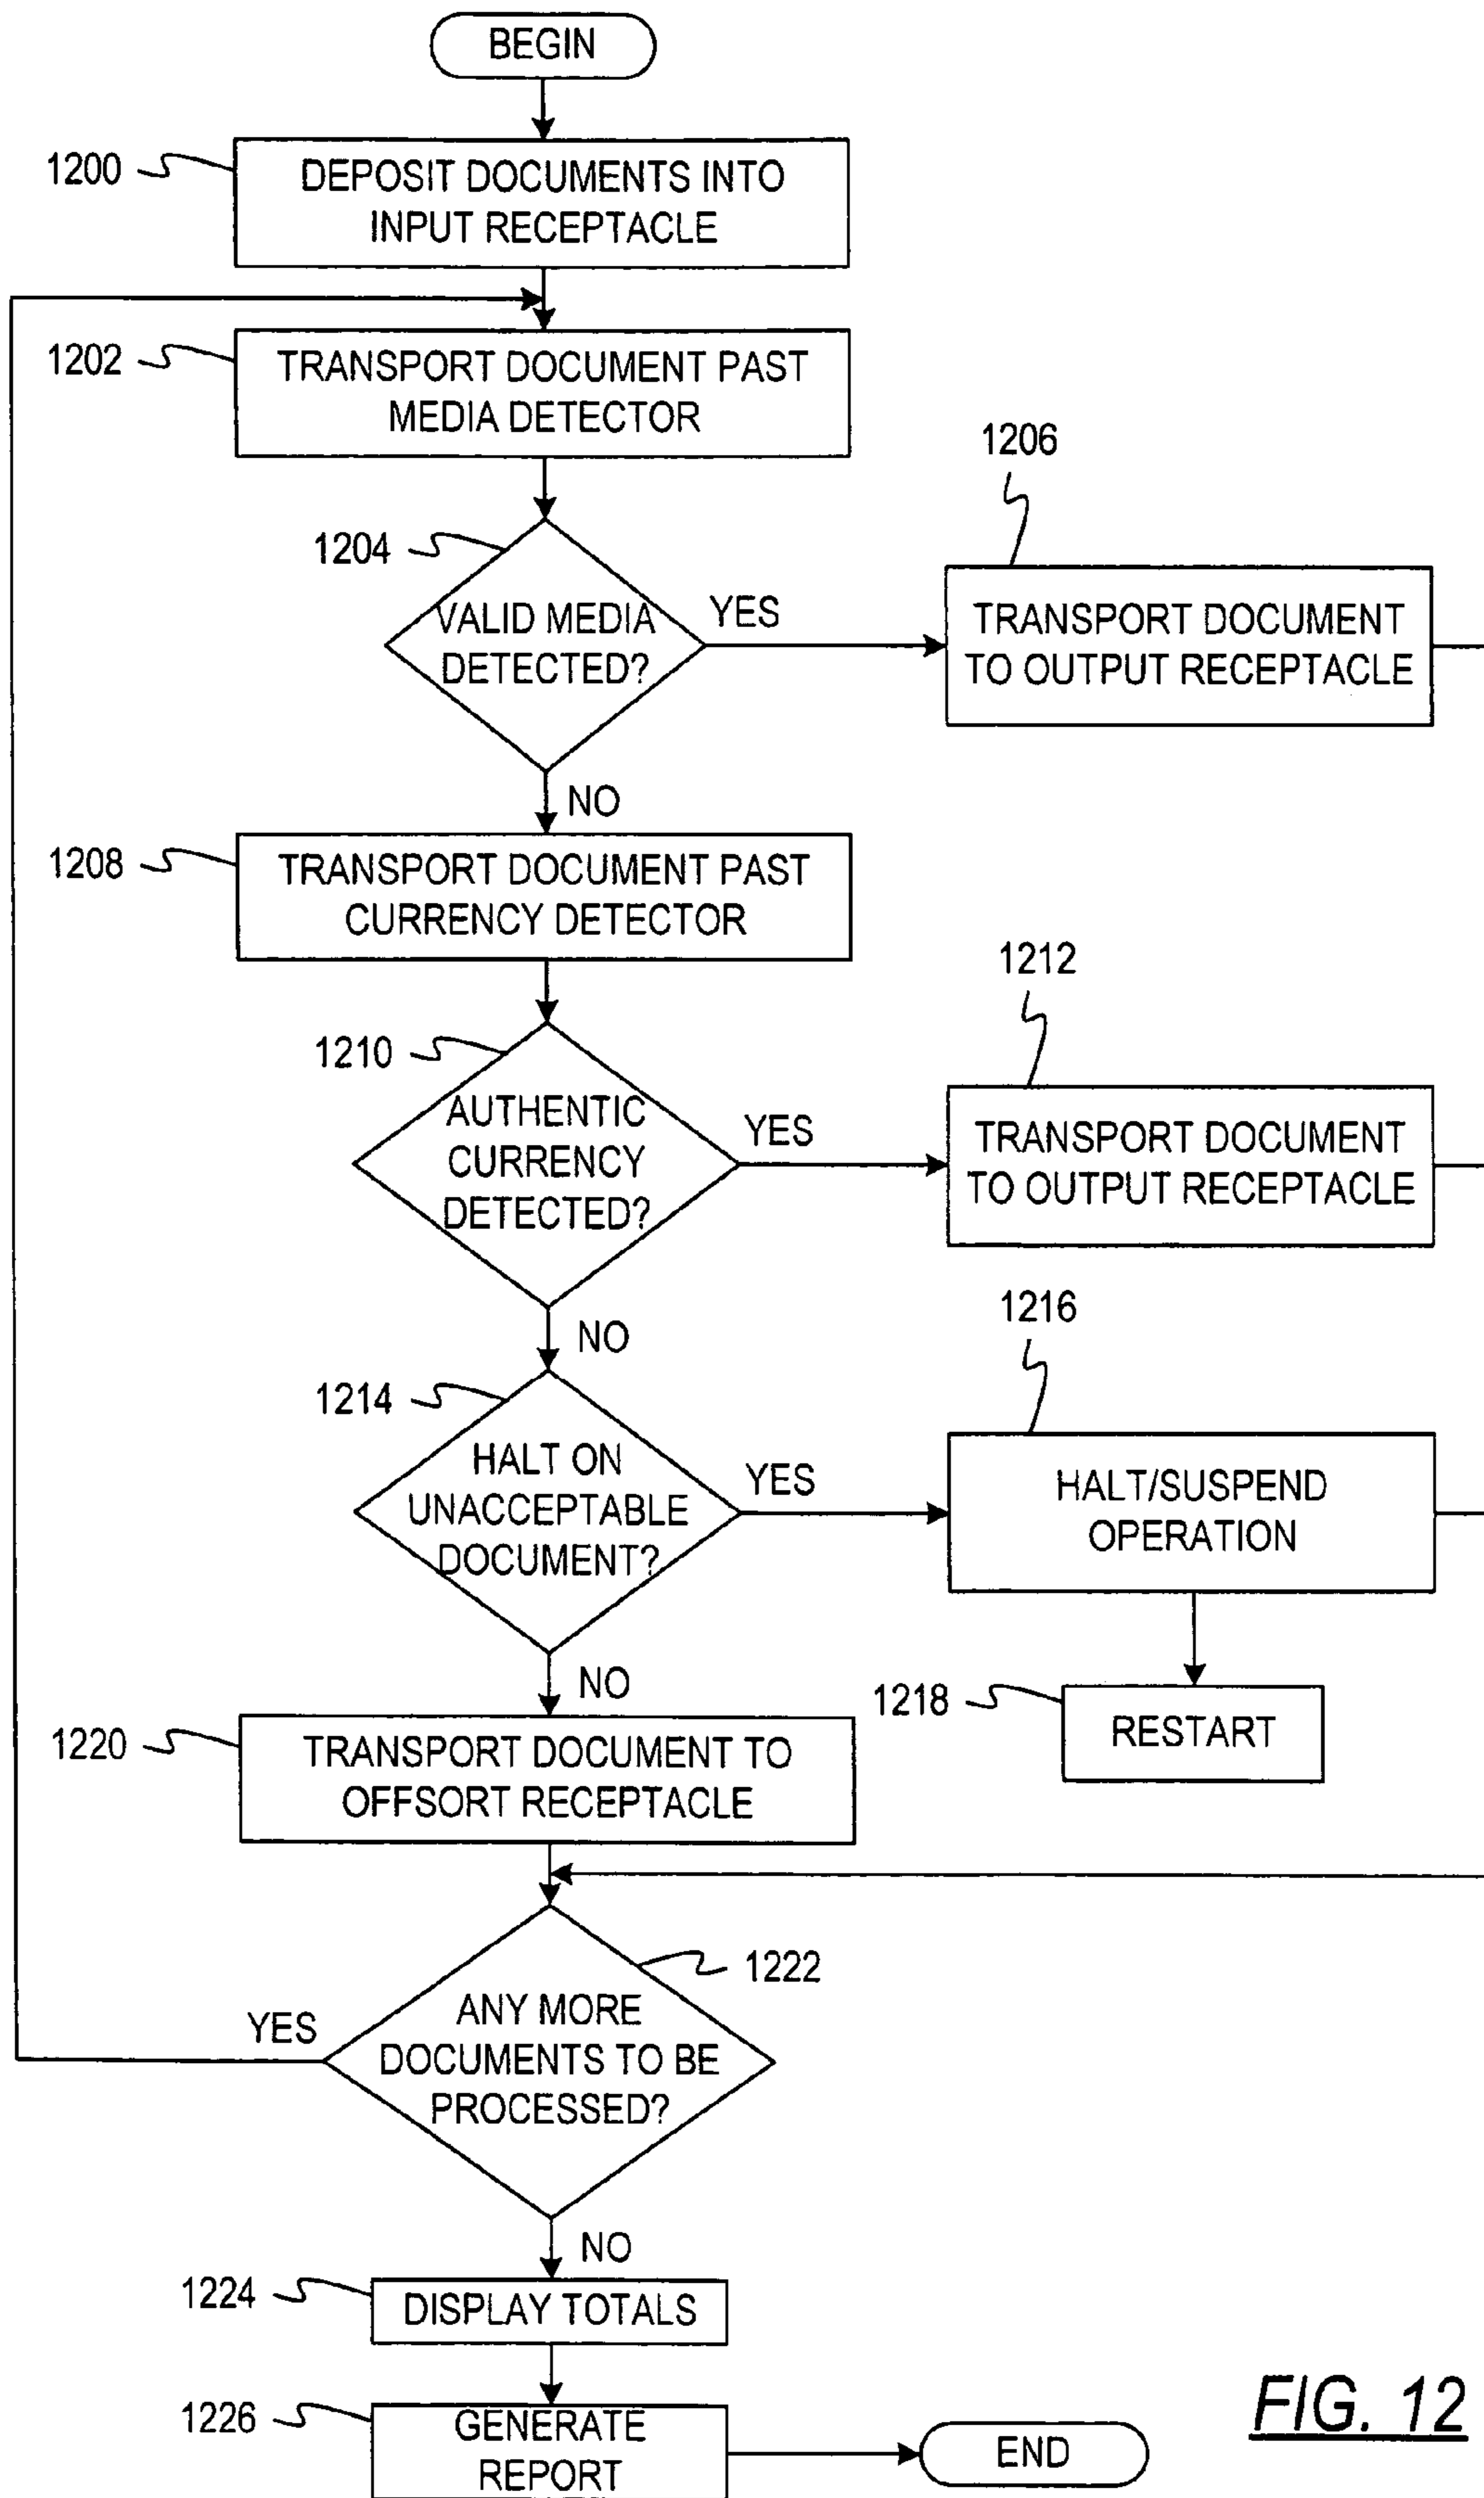 BEGIN
1200
DEPOSIT DOCUMENTS INTO
INPUT RECEPTACLE
1202
TRANSPORT DOCUMENT PAST
MEDIA DETECTOR
1204
VALID MEDIA
DETECTED?
YES
1206
TRANSPORT DOCUMENT
TO OUTPUT RECEPTACLE
NO
1208
TRANSPORT DOCUMENT PAST
CURRENCY DETECTOR
1210
AUTHENTIC
CURRENCY
DETECTED?
YES
1212
TRANSPORT DOCUMENT
TO OUTPUT RECEPTACLE
NO
1214
HALT ON
UNACCEPTABLE
DOCUMENT?
YES
1216
HALT/SUSPEND
OPERATION
1218
RESTART
NO
1220
TRANSPORT DOCUMENT TO
OFFSORT RECEPTACLE
1222
ANY MORE
DOCUMENTS TO BE
PROCESSED?
YES
NO
1224
DISPLAY TOTALS
1226
GENERATE
REPORT
END
FIG. 12